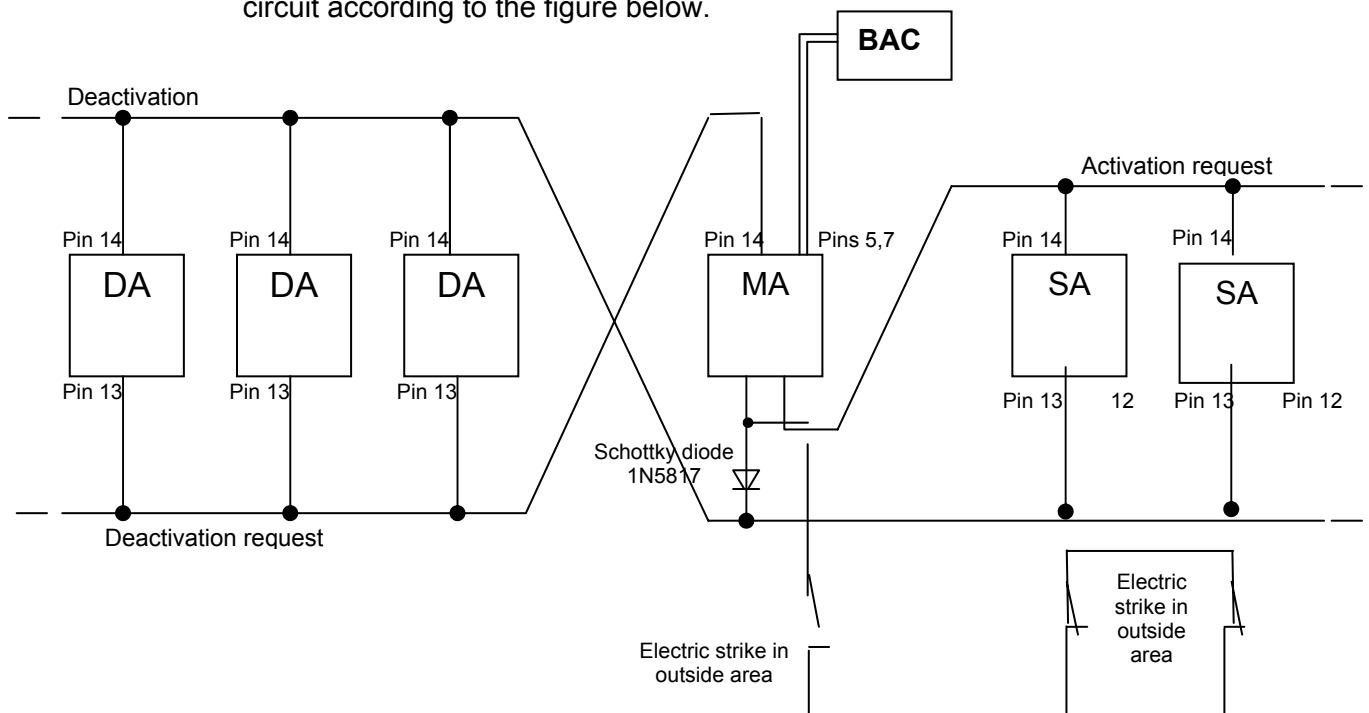 circuit according to the figure below.
BAC
Deactivation
Activation request
Pin 14
Pin 14
Pin 14
Pin 14
Pins 5,7
Pin 14
Pin 14
DA
DA
DA
MA
SA
SA
Pin 13
Pin 13
Pin 13
Pin 13
12
Pin 13
Pin 12
Schottky diode
1N5817
Deactivation request
Electric
strike in
outside
area
Electric strike in
outside area